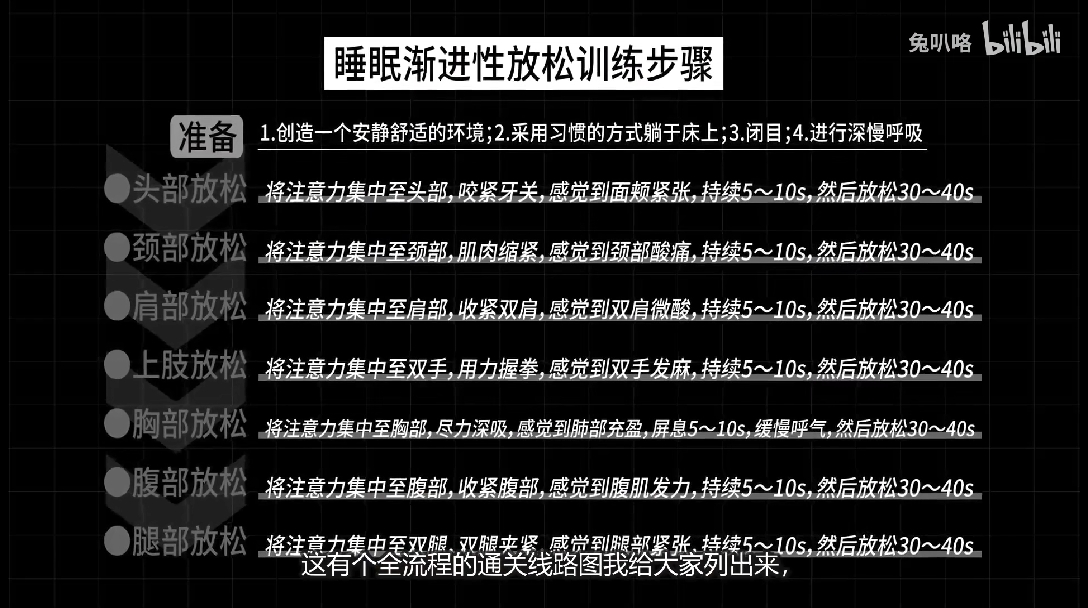 兔叭咯 bilibili
睡眠渐进性放松训练步骤
准备 1.创造一个安静舒适的环境;2.采用习惯的方式躺于床上;3.闭目;4.进行深慢呼吸
头部放松 将注意力集中至头部,咬紧牙关,感觉到面颊紧张,持续5~10s,然后放松30~40s
颈部放松 将注意力集中至颈部,肌肉缩紧,感觉到颈部酸痛,持续5~10s,然后放松30~40s
肩部放松 将注意力集中至肩部,收紧双肩,感觉到双肩微酸,持续5~10s,然后放松30~40s
上肢放松 将注意力集中至双手,用力握拳,感觉到双手发麻,持续5~10s,然后放松30~40s
胸部放松 将注意力集中至胸部,尽力深吸,感觉到肺部充盈,屏息5~10s,缓慢呼气,然后放松30~40s
腹部放松 将注意力集中至腹部,收紧腹部,感觉到腹肌发力,持续5~10s,然后放松30~40s
腿部放松 将注意力集中至双腿,双腿夹紧,感觉到腿部紧张,持续5~10s,然后放松30~40s
这有个全流程的通关线路图我给大家列出来,